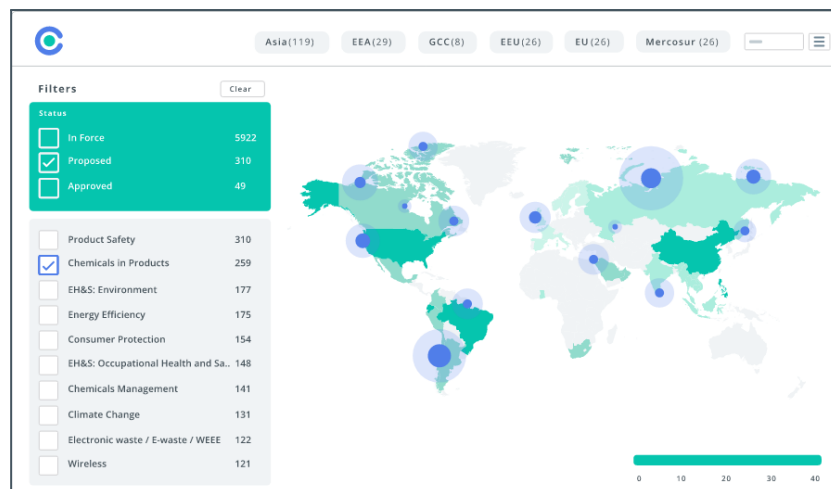 Asia(119) EEA(29) GCC(8) EEU(26) EU(26) Mercosur (26)
Filters Clear
Status
In Force 5922
Proposed 310
Approved 49
Product Safety 310
Chemicals in Products 259
EH&S: Environment 177
Energy Efficiency 175
Consumer Protection 154
EH&S: Occupational Health and Sa.. 148
Chemicals Management 141
Climate Change 131
Electronic waste / E-waste / WEEE 122
Wireless 121
0 10 20 30 40